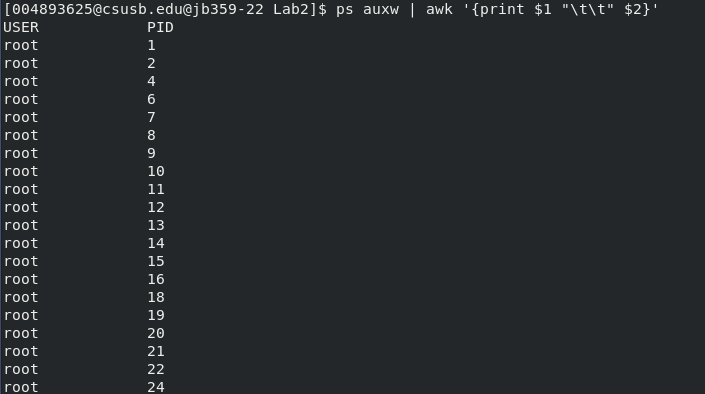 [004893625@csusb.edu@jb359-22 Lab2]$ ps auxw | awk '{print $1 "\t\t" $2}'
USER PID
root 1
root 2
root 4
root 6
root 7
root 8
root 9
root 10
root 11
root 12
root 13
root 14
root 15
root 16
root 18
root 19
root 20
root 21
root 22
root 24